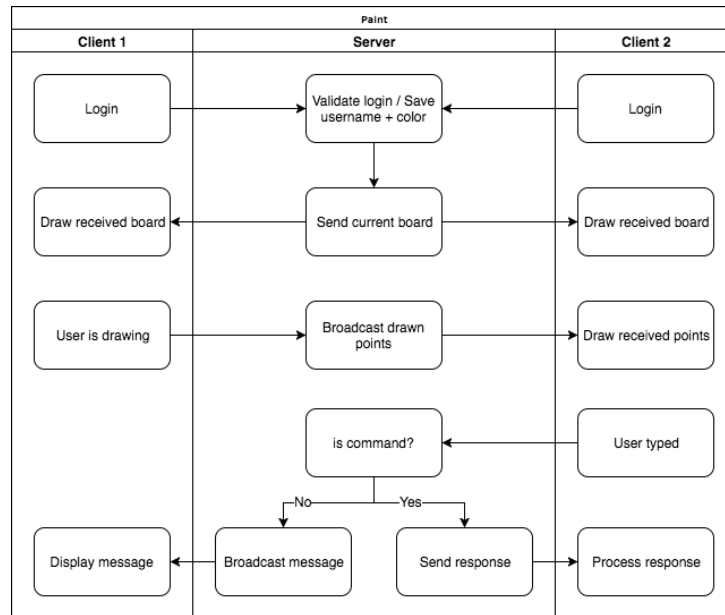 Paint
Client 1
Server
Client 2
Login
Validate login / Save
username + color
Login
Draw received board
Send current board
Draw received board
User is drawing
Broadcast drawn
points
Draw received points
is command?
User typed
No
Yes
Display message
Broadcast message
Send response
Process response